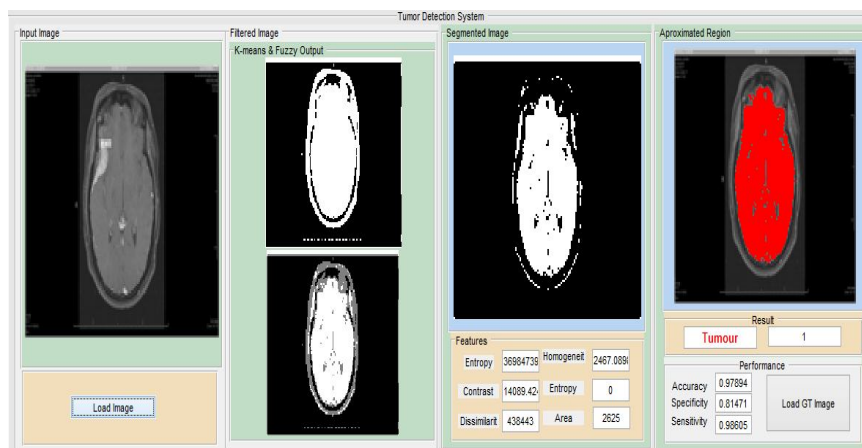 Tumor Detection System
Input Image
Load Image
Filtered Image
K-means & Fuzzy Output
Segmented Image
Features
Entropy 36984739 Homogeneit 2467.089
Contrast 14089.424 Entropy 0
Dissimilarit 438443 Area 2625
Aproximated Region
Result
Tumour 1
Performance
Accuracy 0.97894
Specificity 0.81471
Sensitivity 0.98605
Load GT Image